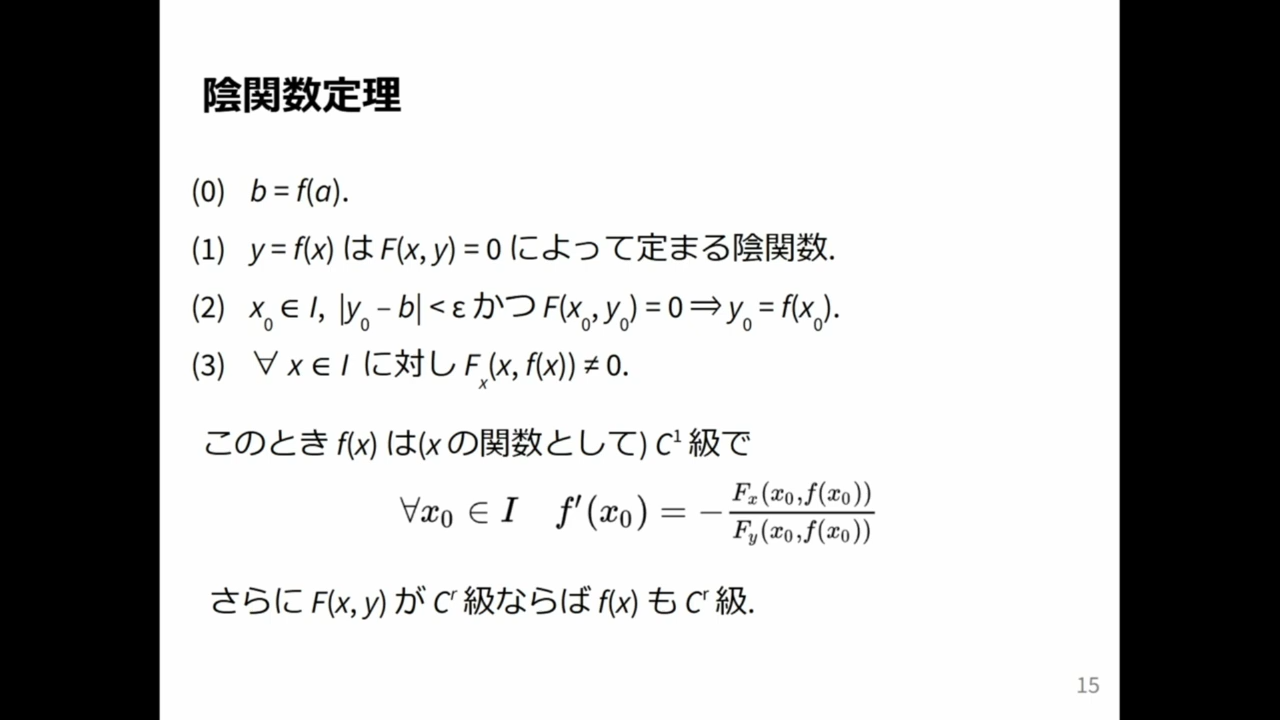 陰関数定理
(0) b = f(a).
(1) y = f(x) は F(x, y) = 0 によって定まる陰関数.
(2) x₀ ∈ I, |y₀ − b| < ε かつ F(x₀, y₀) = 0 ⇒ y₀ = f(x₀).
(3) ∀ x ∈ I に対し Fₓ(x, f(x)) ≠ 0.
このとき f(x) は(x の関数として) C¹ 級で
∀x₀ ∈ I f′(x₀) = − F_x(x₀,f(x₀)) / F_y(x₀,f(x₀))
さらに F(x, y) が Cʳ 級ならば f(x) も Cʳ 級.
15